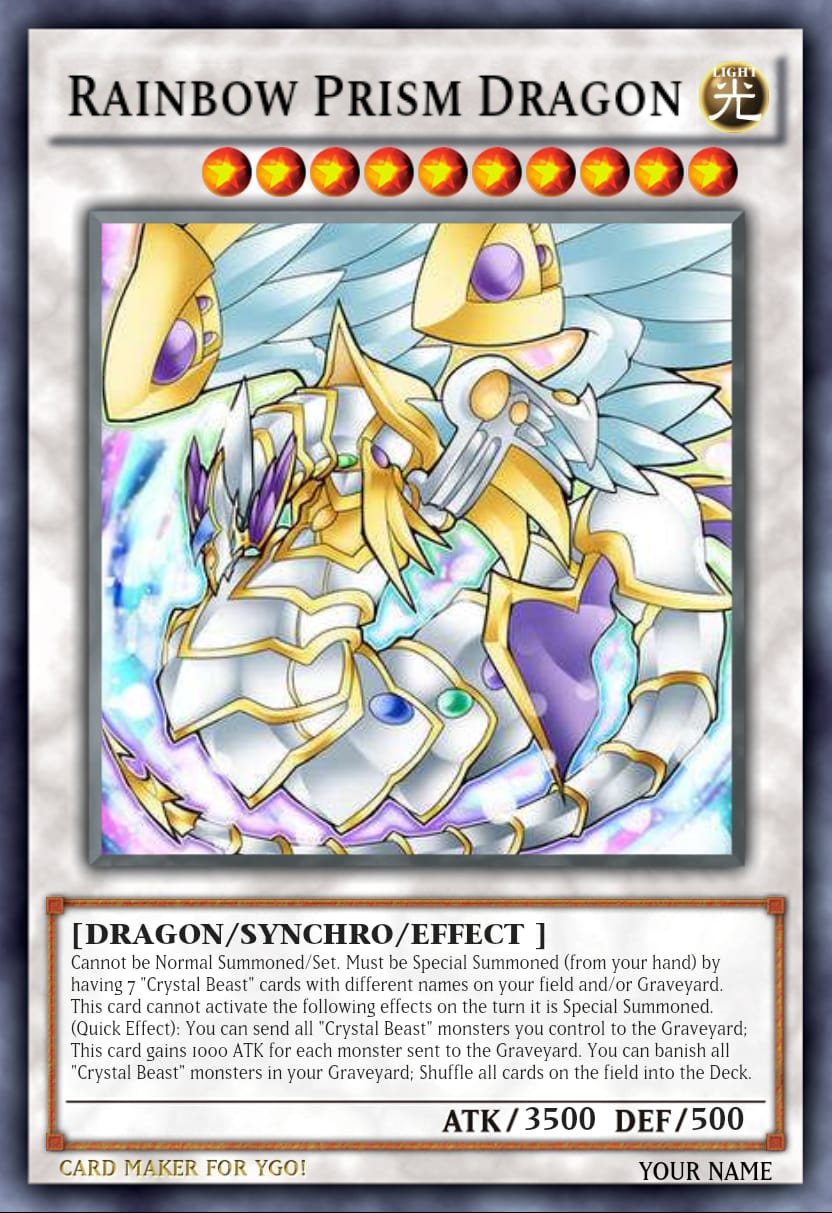 RAINBOW PRISM DRAGON
LIGHT
光
[DRAGON/SYNCHRO/EFFECT ]
Cannot be Normal Summoned/Set. Must be Special Summoned (from your hand) by
having 7 "Crystal Beast" cards with different names on your field and/or Graveyard.
This card cannot activate the following effects on the turn it is Special Summoned.
(Quick Effect): You can send all "Crystal Beast" monsters you control to the Graveyard;
This card gains 1000 ATK for each monster sent to the Graveyard. You can banish all
"Crystal Beast" monsters in your Graveyard; Shuffle all cards on the field into the Deck.
ATK/3500 DEF/500
CARD MAKER FOR YGO!
YOUR NAME